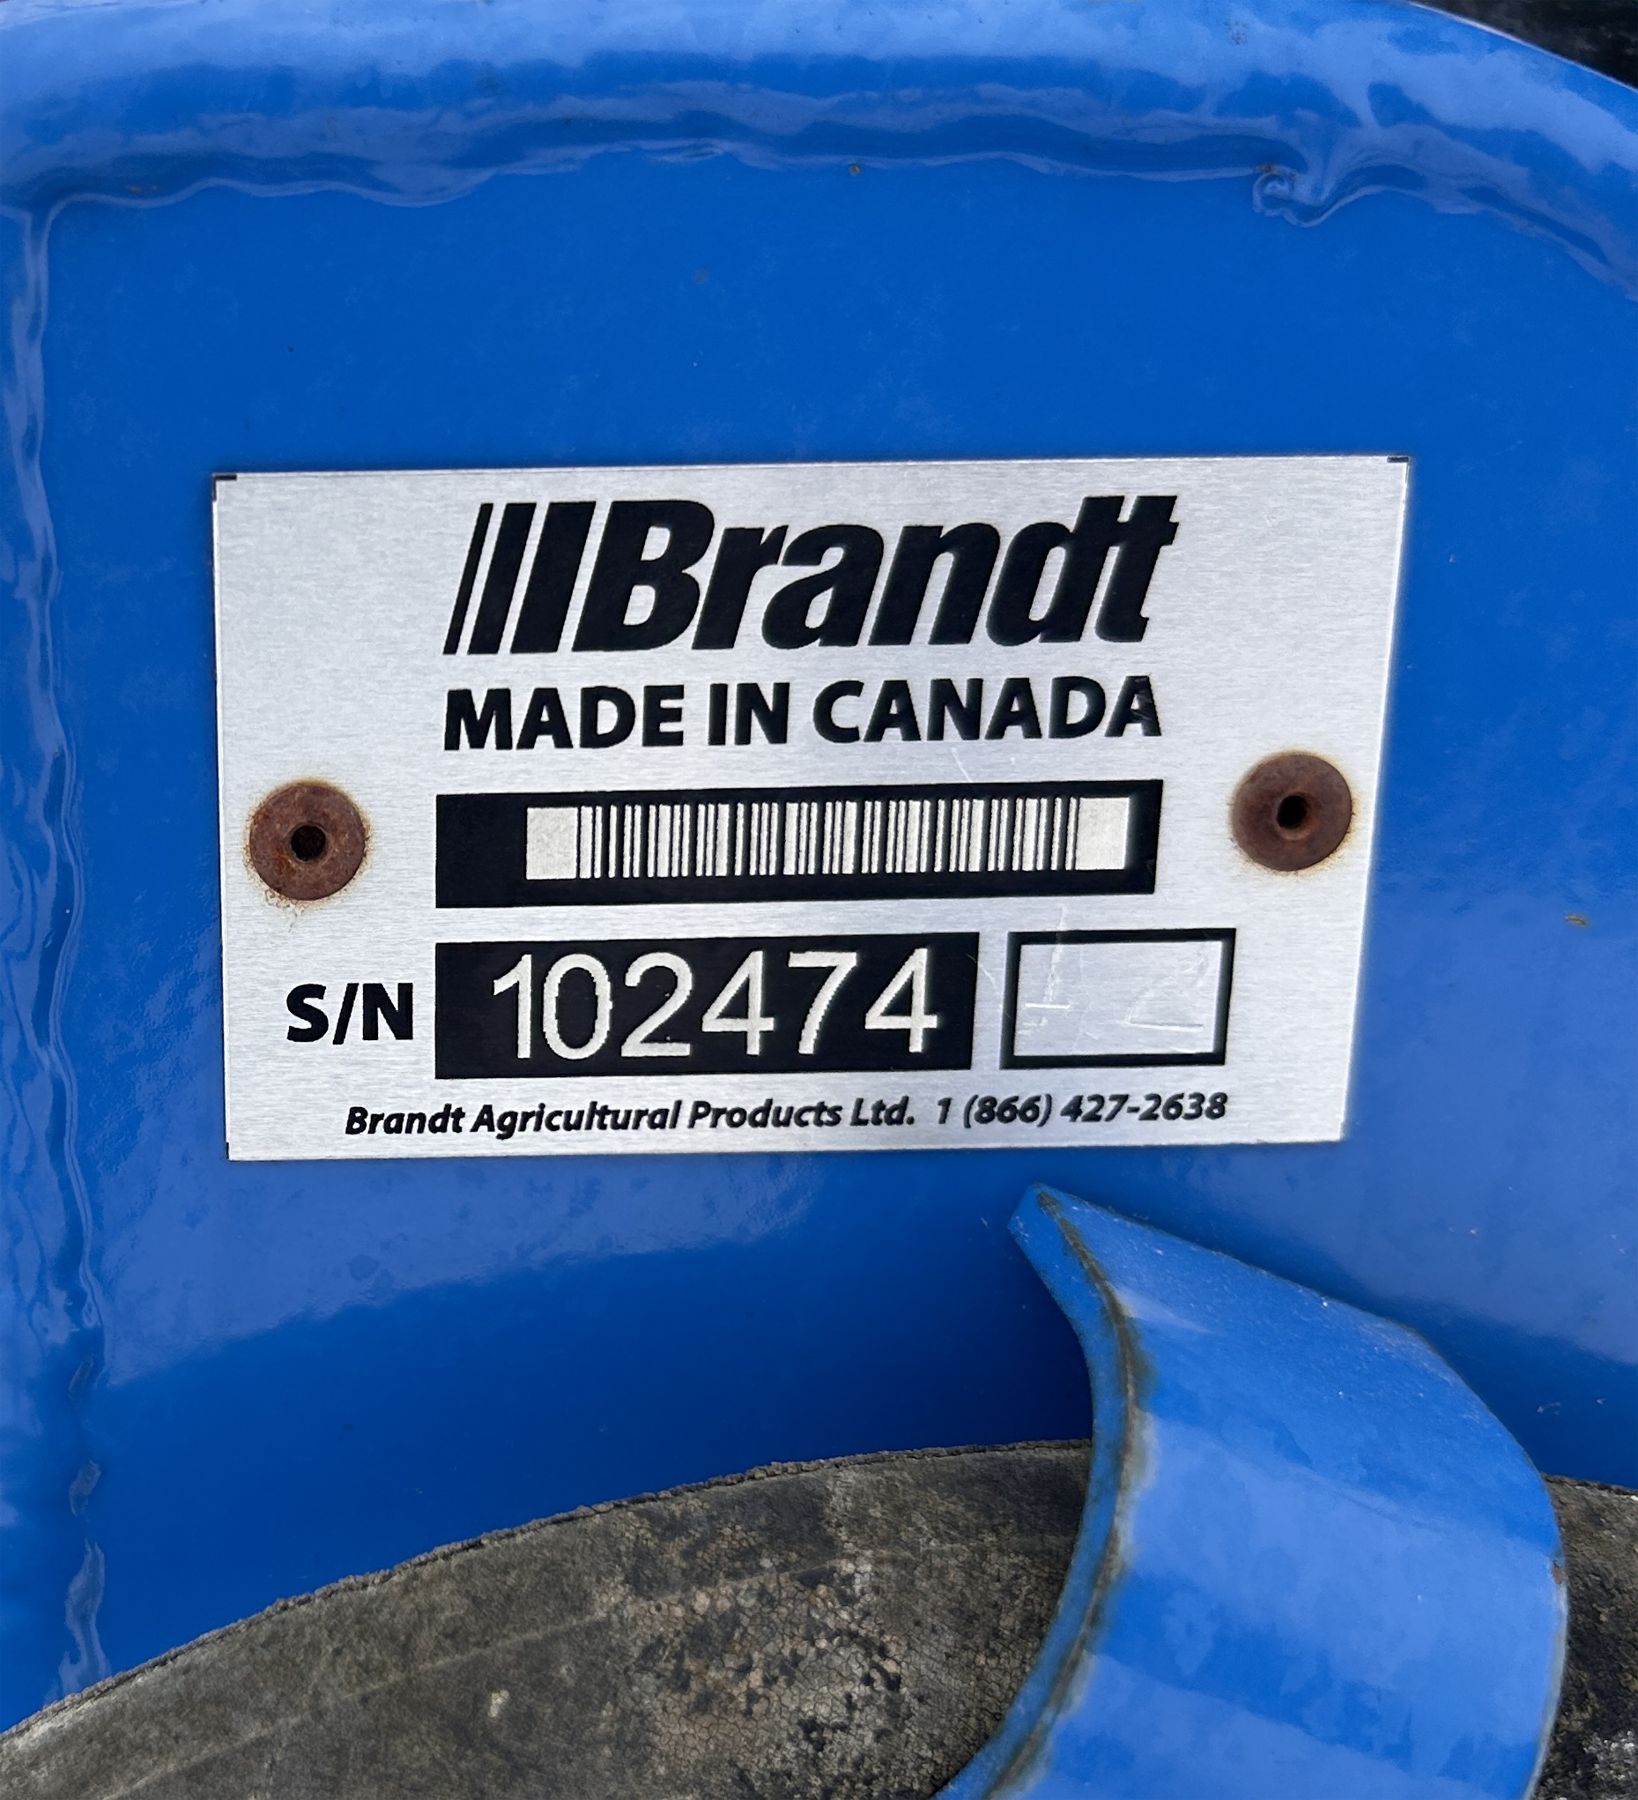 Brandt
MADE IN CANADA
S/N 102474
Brandt Agricultural Products Ltd. 1 (866) 427-2638